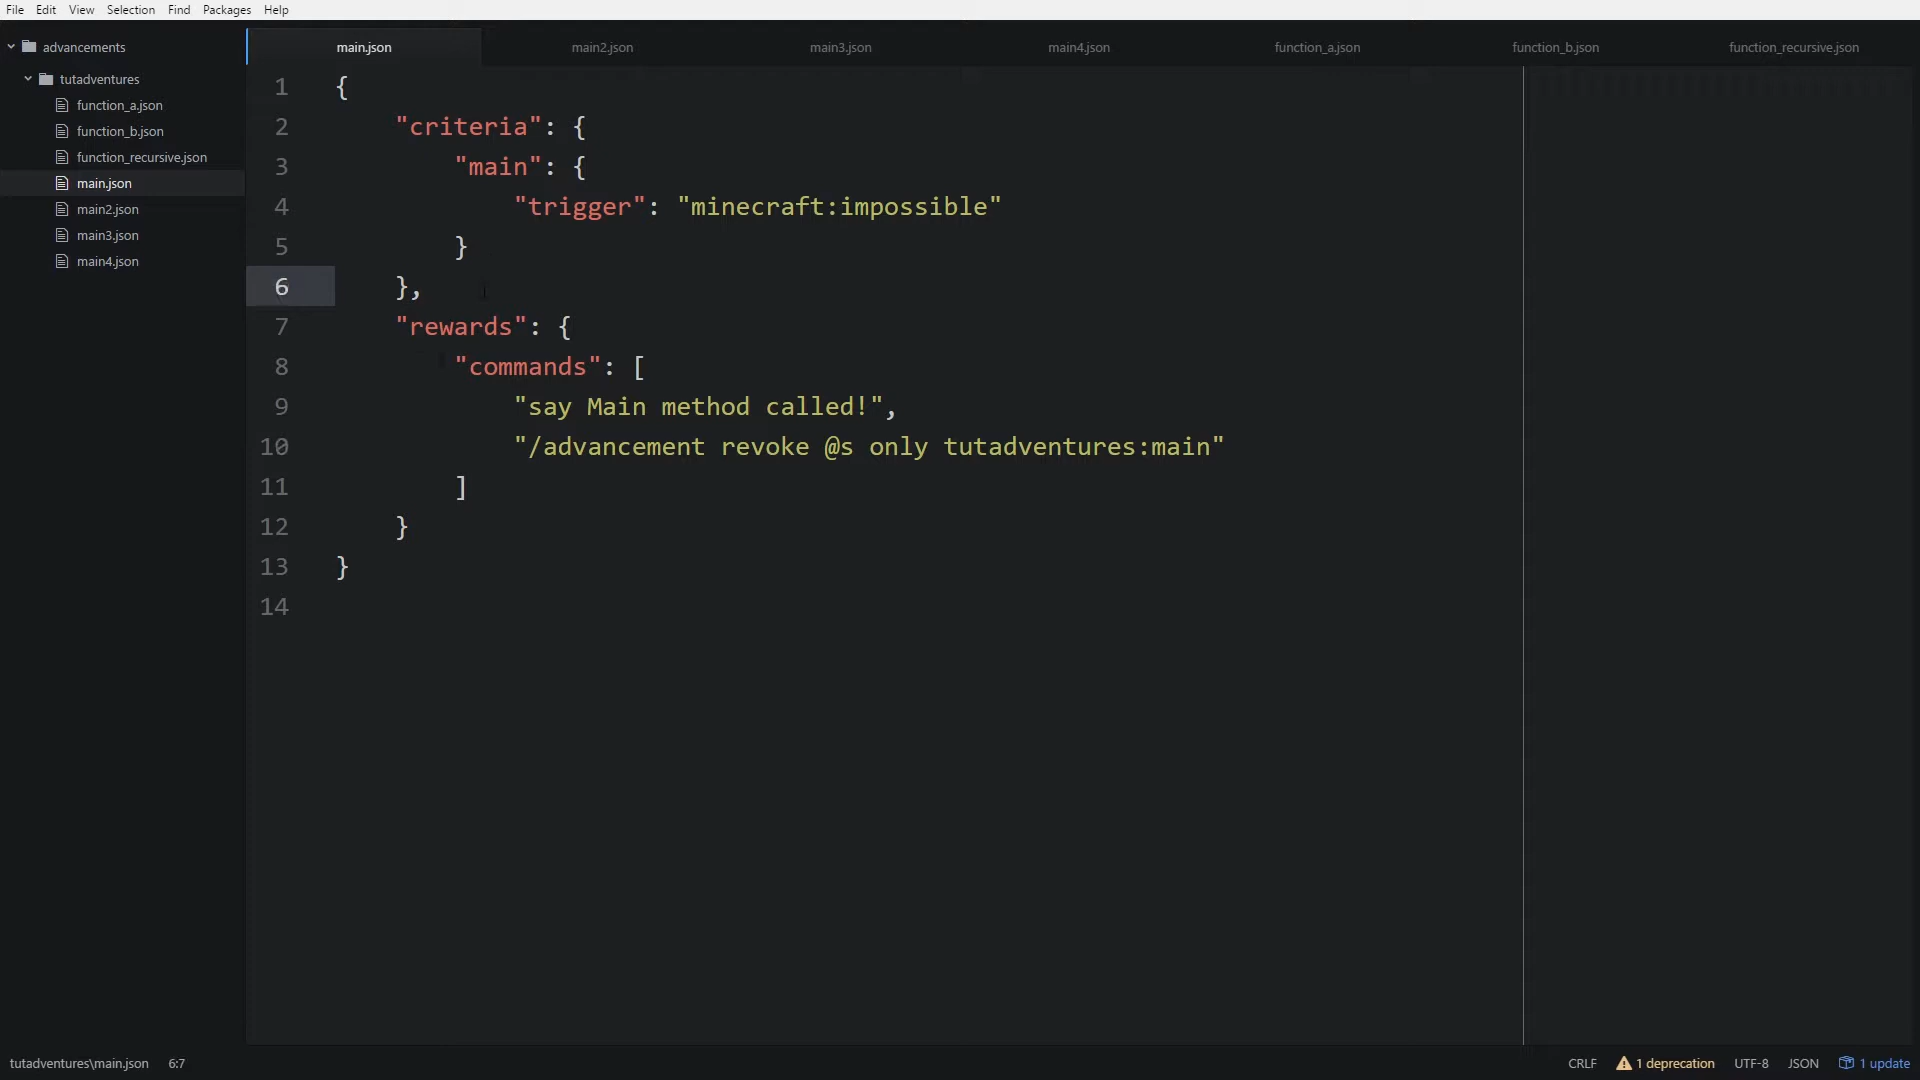 File Edit View Selection Find Packages Help
advancements
tutadventures
function_a.json
function_b.json
function_recursive.json
main.json
main2.json
main3.json
main4.json
main.json main2.json main3.json main4.json function_a.json function_b.json function_recursive.json
1 {
2 "criteria": {
3 "main": {
4 "trigger": "minecraft:impossible"
5 }
6 },
7 "rewards": {
8 "commands": [
9 "say Main method called!",
10 "/advancement revoke @s only tutadventures:main"
11 ]
12 }
13 }
14
tutadventures\main.json 6:7 CRLF 1 deprecation UTF-8 JSON 1 update